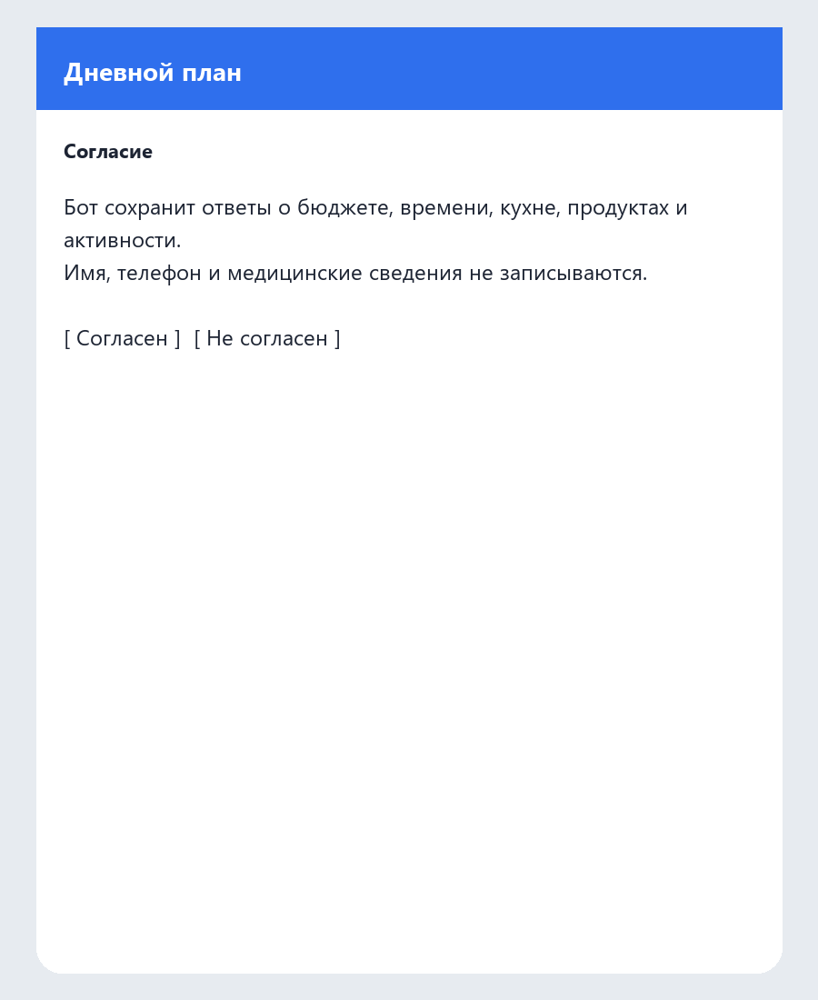 Дневной план
Согласие
Бот сохранит ответы о бюджете, времени, кухне, продуктах и
активности.
Имя, телефон и медицинские сведения не записываются.
[ Согласен ]  [ Не согласен ]